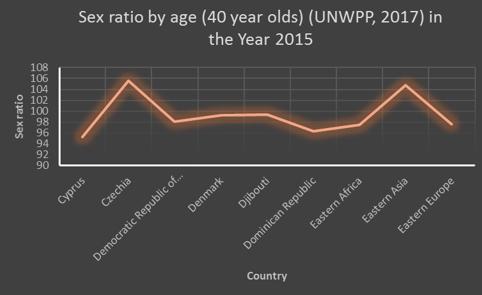 Sex ratio by age (40 year olds) (UNWPP, 2017) in
the Year 2015
Sex ratio
108
106
104
102
100
98
96
94
92
90
Cyprus
Czechia
Democratic Republic of...
Denmark
Djibouti
Dominican Republic
Eastern Africa
Eastern Asia
Eastern Europe
Country